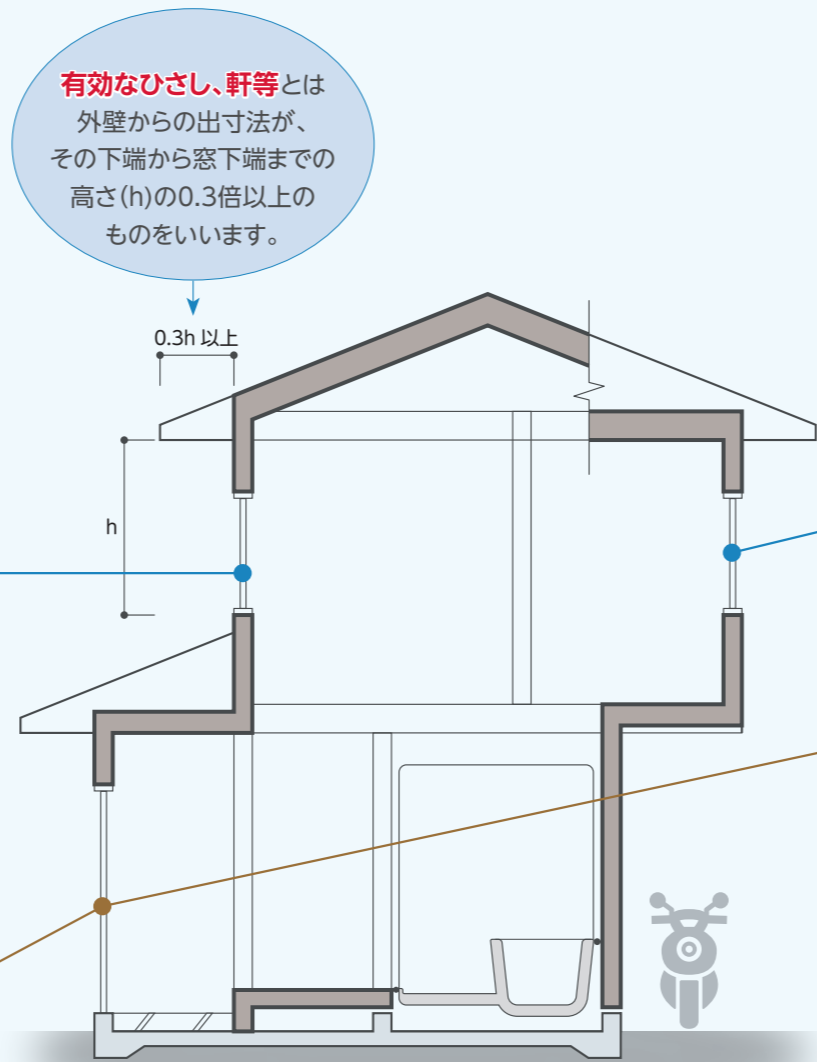 有効なひさし、軒等とは
外壁からの出寸法が、
その下端から窓下端までの
高さ(h)の0.3倍以上の
ものをいいます。
0.3h 以上
h